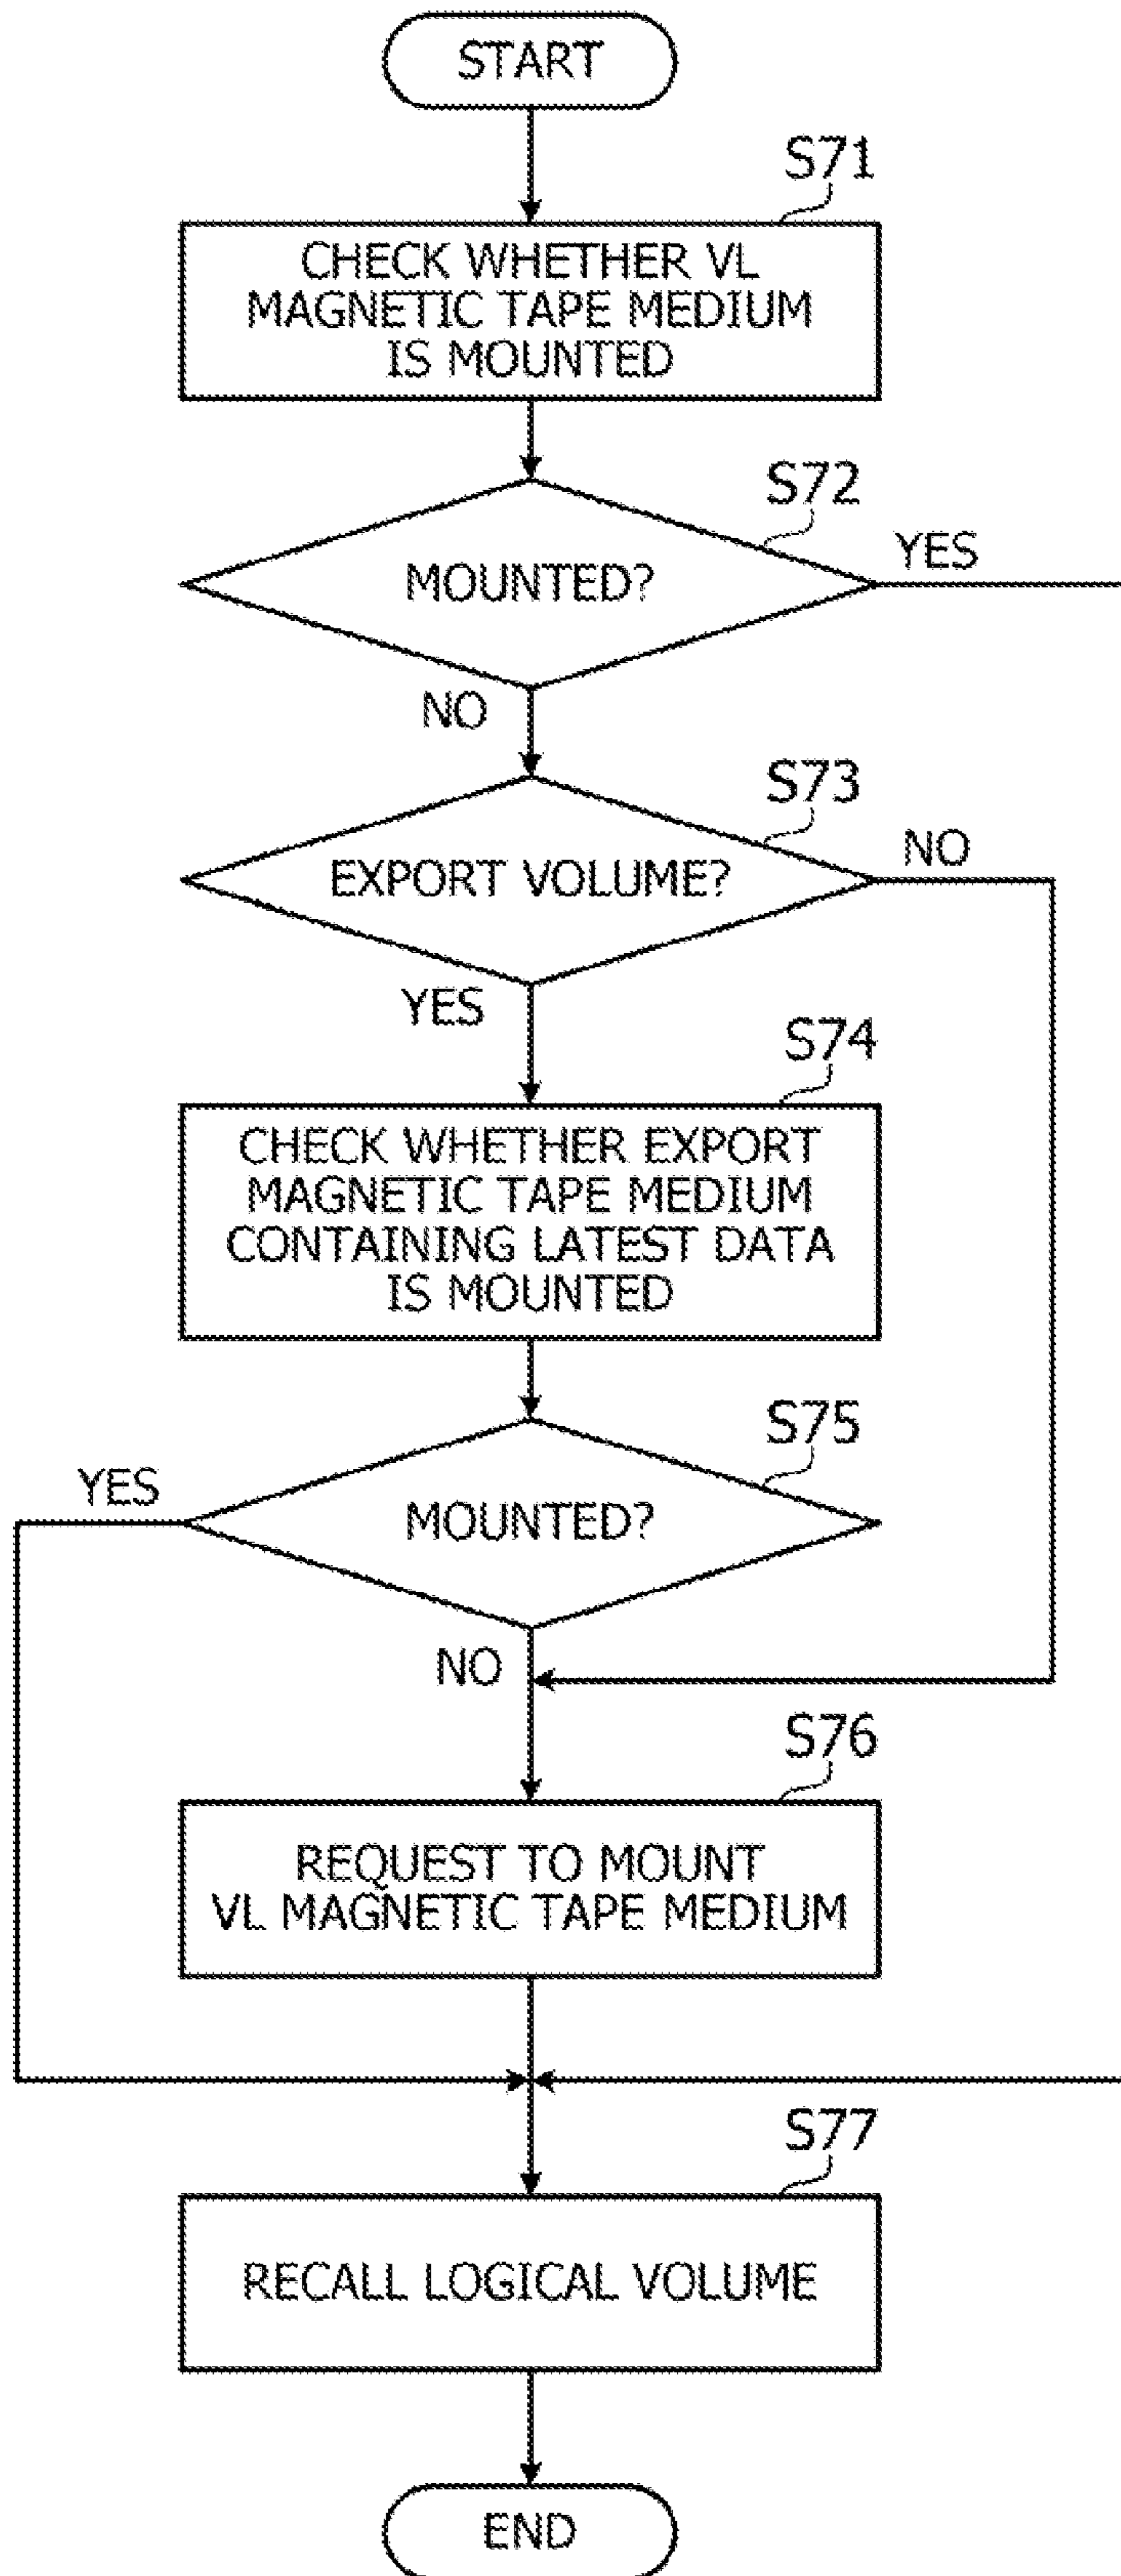 START
S71
CHECK WHETHER VL
MAGNETIC TAPE MEDIUM
IS MOUNTED
S72
MOUNTED?
YES
NO
S73
EXPORT VOLUME?
NO
YES
S74
CHECK WHETHER EXPORT
MAGNETIC TAPE MEDIUM
CONTAINING LATEST DATA
IS MOUNTED
S75
YES
MOUNTED?
NO
S76
REQUEST TO MOUNT
VL MAGNETIC TAPE MEDIUM
S77
RECALL LOGICAL VOLUME
END